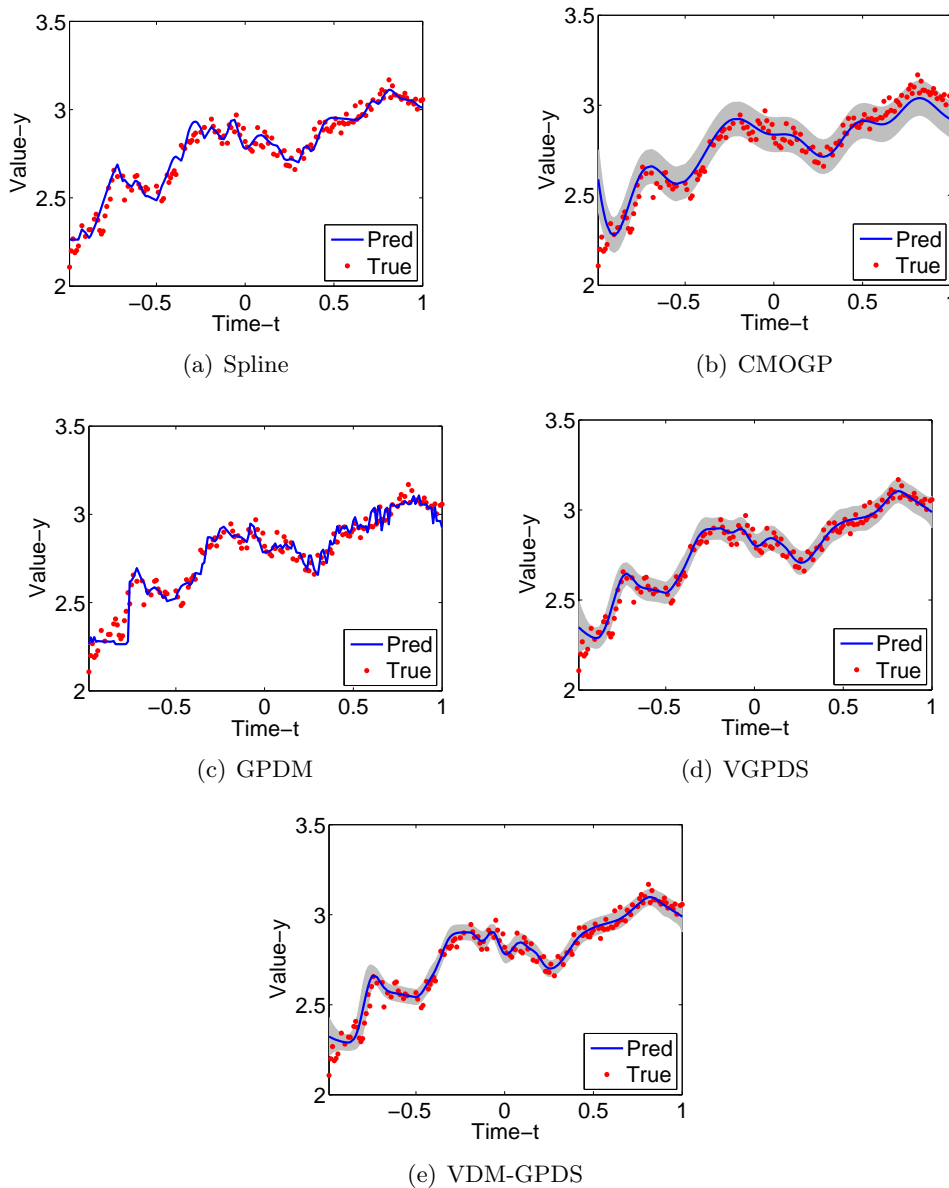 3.5
3
2.5
2
Value-y
−0.5 0 0.5 1
Time-t
Pred
True
(a) Spline
3.5
3
2.5
2
Value-y
−0.5 0 0.5 1
Time-t
Pred
True
(b) CMOGP
3.5
3
2.5
2
Value-y
−0.5 0 0.5 1
Time-t
Pred
True
(c) GPDM
3.5
3
2.5
2
Value-y
−0.5 0 0.5 1
Time-t
Pred
True
(d) VGPDS
3.5
3
2.5
2
Value-y
−0.5 0 0.5 1
Time-t
Pred
True
(e) VDM-GPDS